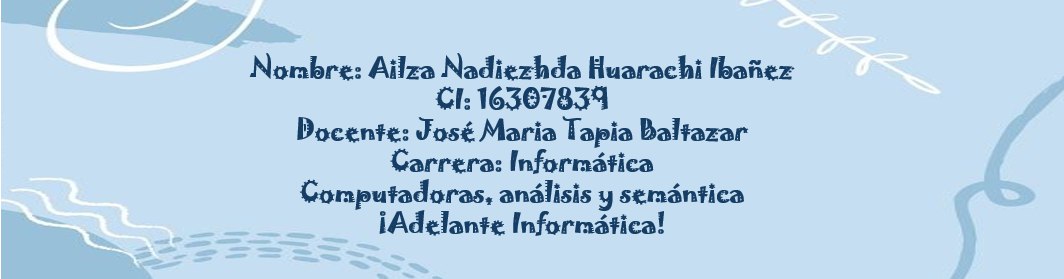 Nombre: Ailza Nadiezhda Huarachi Ibañez
CI: 16307839
Docente: José Maria Tapia Baltazar
Carrera: Informática
Computadoras, análisis y semántica
¡Adelante Informática!